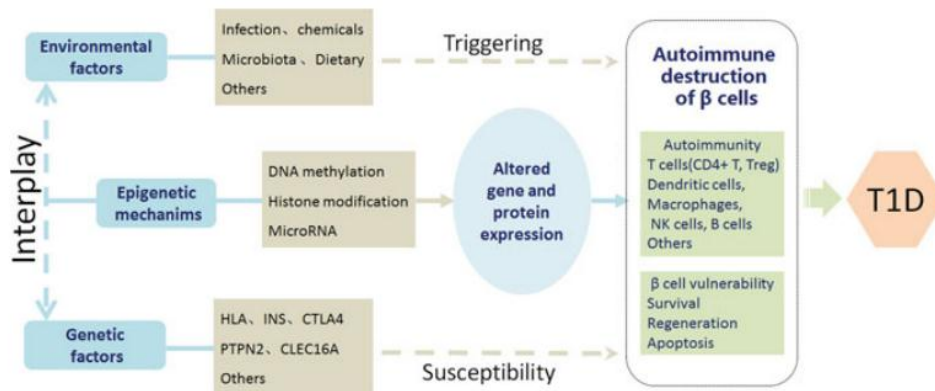 Environmental
factors
Infection、chemicals
Microbiota、Dietary
Others
Triggering
Interplay
Epigenetic
mechanims
DNA methylation
Histone modification
MicroRNA
Altered
gene and
protein
expression
Genetic
factors
HLA、INS、CTLA4
PTPN2、CLEC16A
Others
Susceptibility
Autoimmune
destruction
of β cells
Autoimmunity
T cells(CD4+ T, Treg)
Dendritic cells,
Macrophages,
NK cells, B cells
Others
β cell vulnerability
Survival
Regeneration
Apoptosis
T1D